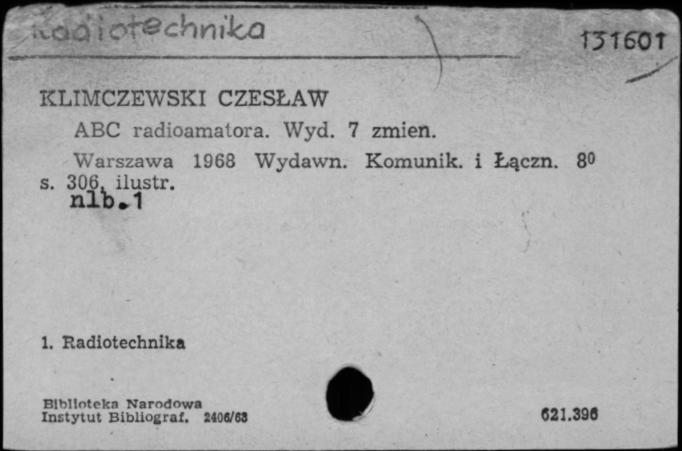 Radiotechnika 131601
KLIMCZEWSKI CZESŁAW
ABC radioamatora. Wyd. 7 zmien.
Warszawa 1968 Wydawn. Komunik. i Łączn. 8⁰
s. 306, ilustr.
nlb.1
1. Radiotechnika
Biblioteka Narodowa
Instytut Bibliograf. 2406/68 621.396